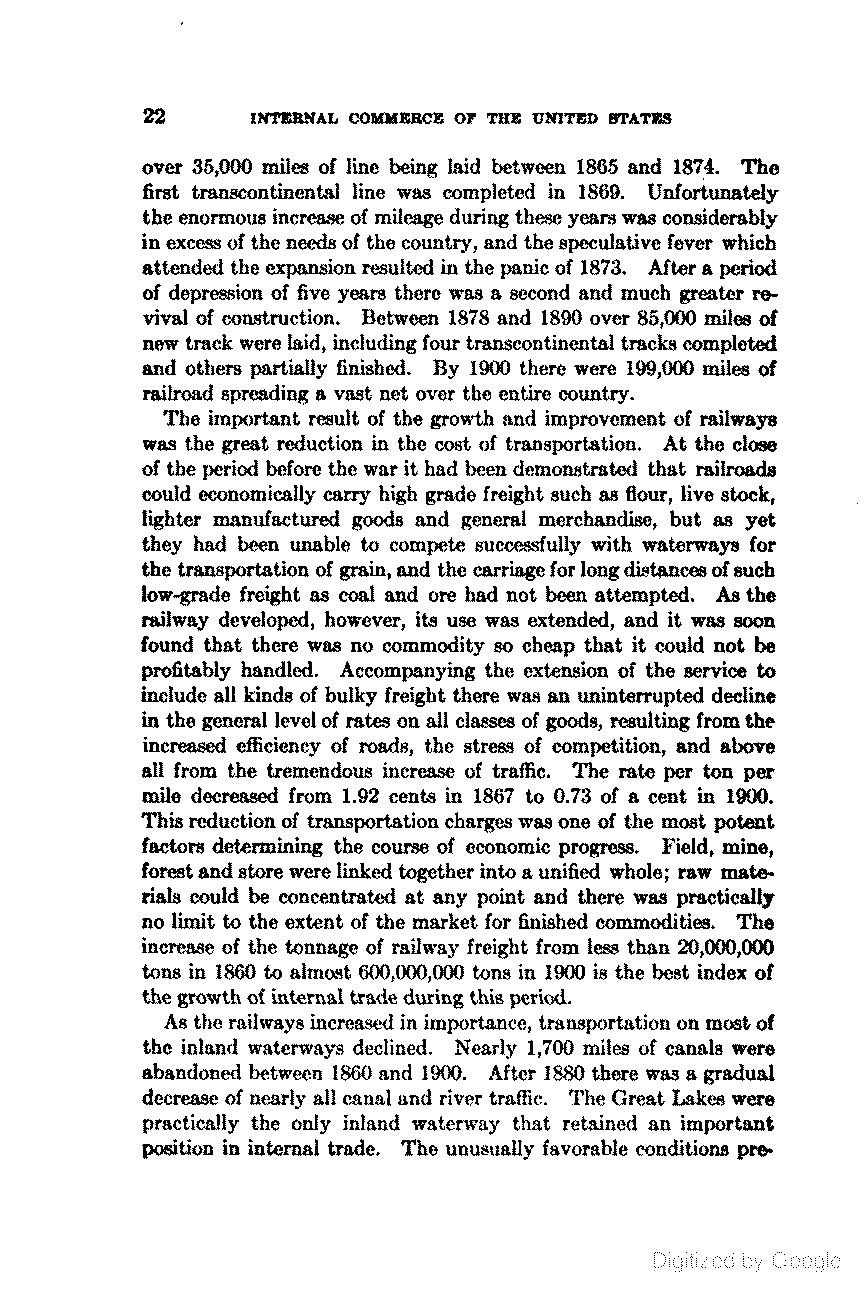 22 INTERNAL COMMERCE OF THE UNITED STATES
over 35,000 miles of line being laid between 1865 and 1874. The
first transcontinental line was completed in 1869. Unfortunately
the enormous increase of mileage during these years was considerably
in excess of the needs of the country, and the speculative fever which
attended the expansion resulted in the panic of 1873. After a period
of depression of five years there was a second and much greater re-
vival of construction. Between 1878 and 1890 over 85,000 miles of
new track were laid, including four transcontinental tracks completed
and others partially finished. By 1900 there were 199,000 miles of
railroad spreading a vast net over the entire country.
The important result of the growth and improvement of railways
was the great reduction in the cost of transportation. At the close
of the period before the war it had been demonstrated that railroads
could economically carry high grade freight such as flour, live stock,
lighter manufactured goods and general merchandise, but as yet
they had been unable to compete successfully with waterways for
the transportation of grain, and the carriage for long distances of such
low-grade freight as coal and ore had not been attempted. As the
railway developed, however, its use was extended, and it was soon
found that there was no commodity so cheap that it could not be
profitably handled. Accompanying the extension of the service to
include all kinds of bulky freight there was an uninterrupted decline
in the general level of rates on all classes of goods, resulting from the
increased efficiency of roads, the stress of competition, and above
all from the tremendous increase of traffic. The rate per ton per
mile decreased from 1.92 cents in 1867 to 0.73 of a cent in 1900.
This reduction of transportation charges was one of the most potent
factors determining the course of economic progress. Field, mine,
forest and store were linked together into a unified whole; raw mate-
rials could be concentrated at any point and there was practically
no limit to the extent of the market for finished commodities. The
increase of the tonnage of railway freight from less than 20,000,000
tons in 1860 to almost 600,000,000 tons in 1900 is the best index of
the growth of internal trade during this period.
As the railways increased in importance, transportation on most of
the inland waterways declined. Nearly 1,700 miles of canals were
abandoned between 1860 and 1900. After 1880 there was a gradual
decrease of nearly all canal and river traffic. The Great Lakes were
practically the only inland waterway that retained an important
position in internal trade. The unusually favorable conditions pre-
Digitized by Google